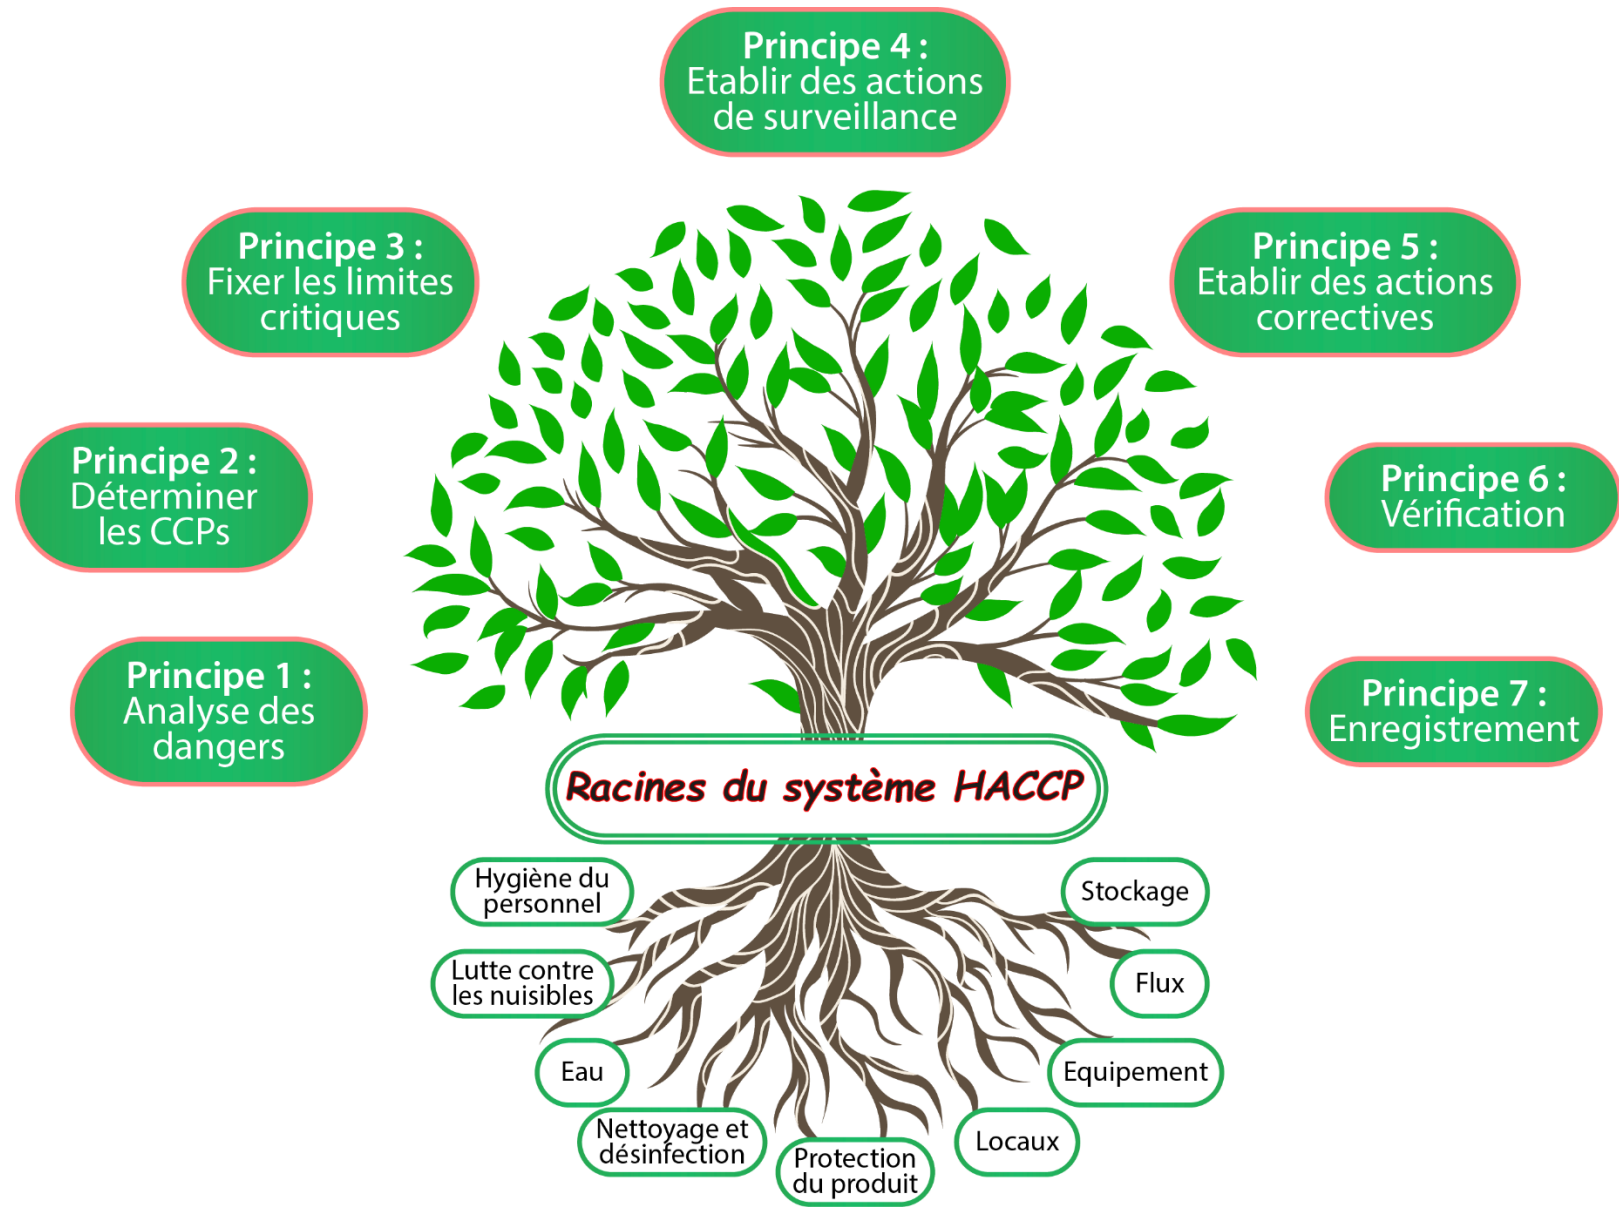 Principe 4 :
Etablir des actions
de surveillance
Principe 3 :
Fixer les limites
critiques
Principe 5 :
Etablir des actions
correctives
Principe 2 :
Déterminer
les CCPs
Principe 6 :
Vérification
Principe 1 :
Analyse des
dangers
Principe 7 :
Enregistrement
Racines du système HACCP
Hygiène du
personnel
Stockage
Lutte contre
les nuisibles
Flux
Eau
Equipement
Nettoyage et
désinfection
Locaux
Protection
du produit